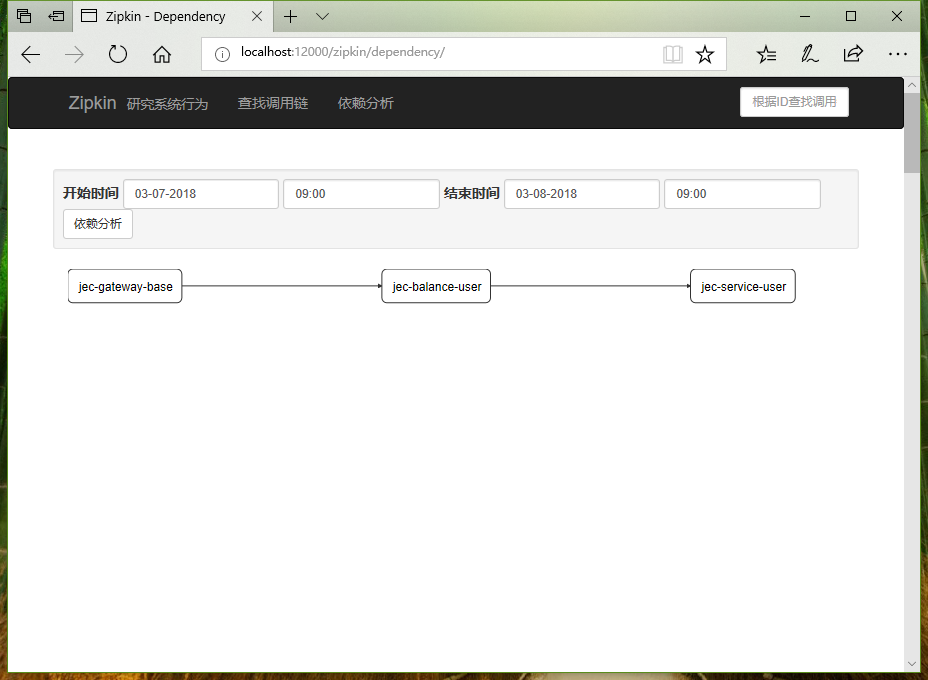 Zipkin - Dependency
localhost:12000/zipkin/dependency/
Zipkin 研究系统行为 查找调用链 依赖分析 根据ID查找调用
开始时间 03-07-2018 09:00 结束时间 03-08-2018 09:00
依赖分析
jec-gateway-base jec-balance-user jec-service-user